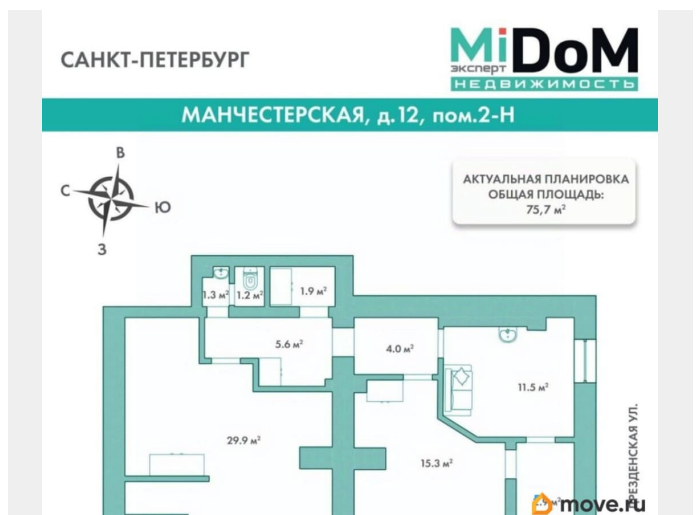 САНКТ-ПЕТЕРБУРГ
MiDoM
эксперт
НЕДВИЖИМОСТЬ
МАНЧЕСТЕРСКАЯ, д.12, пом.2-Н
В
С
Ю
З
АКТУАЛЬНАЯ ПЛАНИРОВКА
ОБЩАЯ ПЛОЩАДЬ:
75,7 м²
1.3 м²
1.2 м²
1.9 м²
5.6 м²
4.0 м²
11.5 м²
29.9 м²
15.3 м²
УЛ.
move.ru